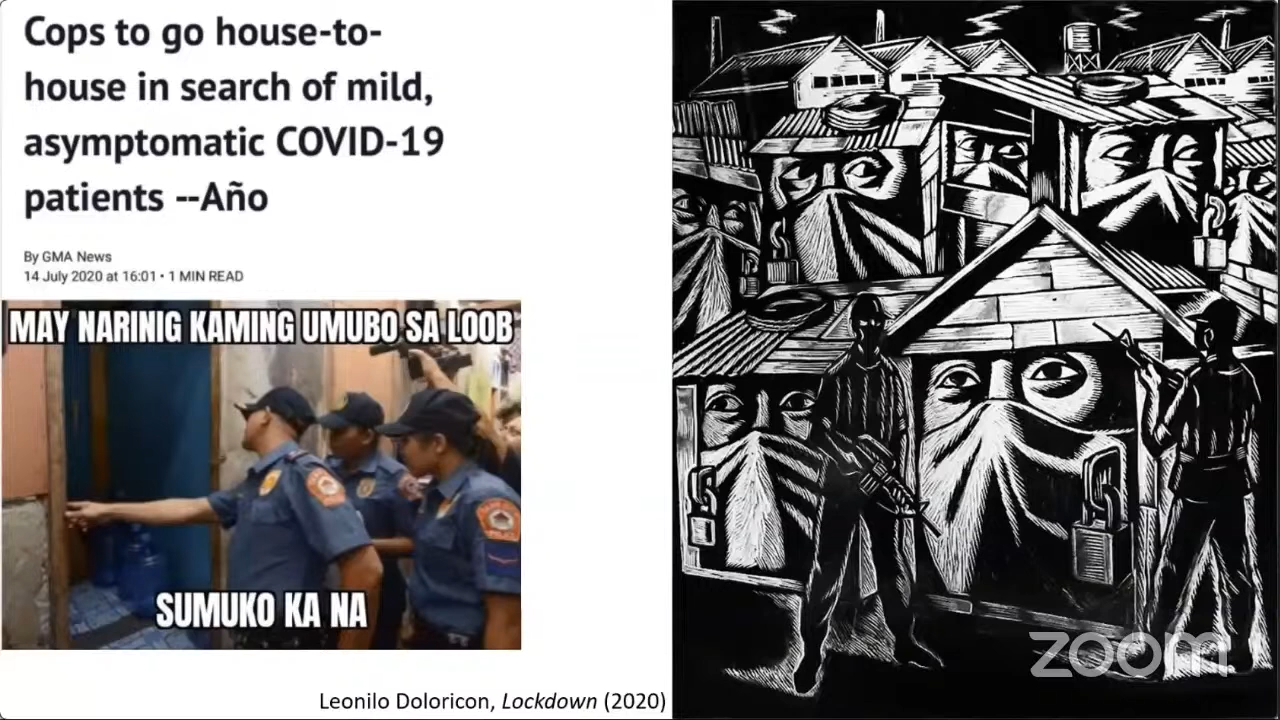 Cops to go house-to-
house in search of mild,
asymptomatic COVID-19
patients --Año
By GMA News
14 July 2020 at 16:01 • 1 MIN READ
MAY NARINIG KAMING UMUBO SA LOOB
SUMUKO KA NA
Leonilo Doloricon, Lockdown (2020)
zoom